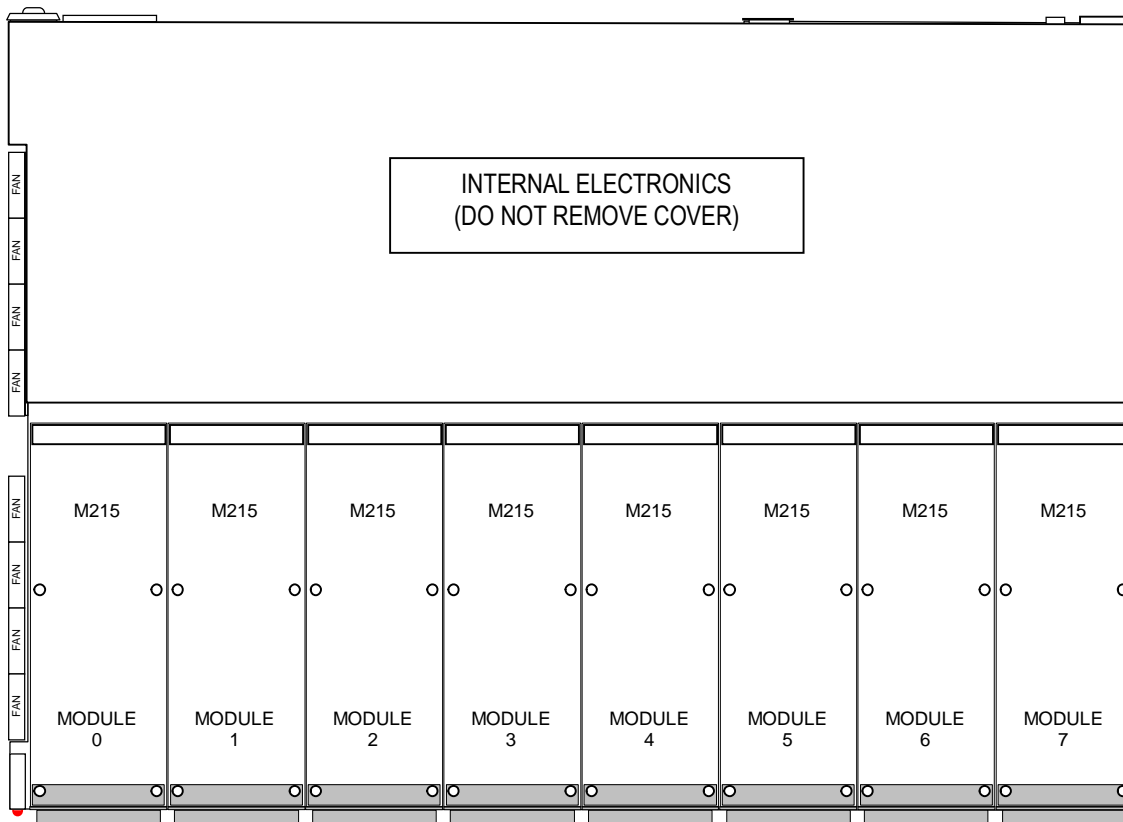 INTERNAL ELECTRONICS
(DO NOT REMOVE COVER)
FAN
FAN
FAN
FAN
FAN
FAN
FAN
FAN
M215
M215
M215
M215
M215
M215
M215
M215
MODULE
0
MODULE
1
MODULE
2
MODULE
3
MODULE
4
MODULE
5
MODULE
6
MODULE
7